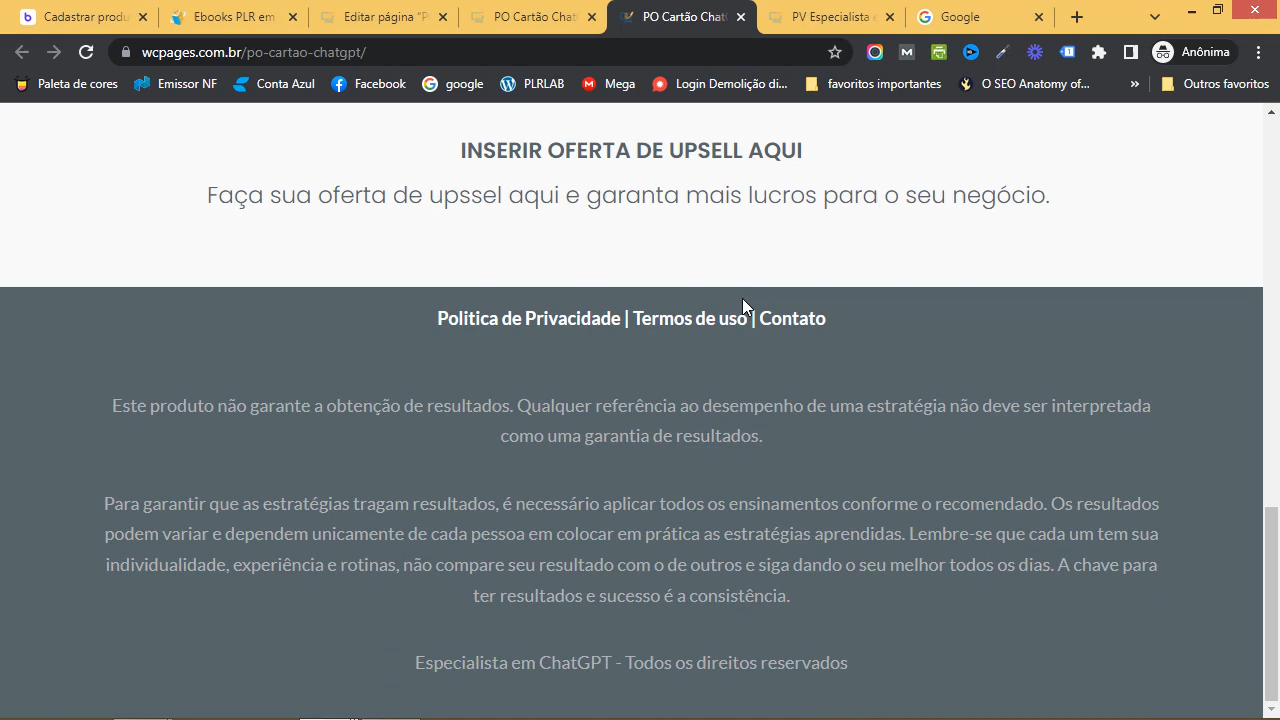 Cadastrar produ
Ebooks PLR em
Editar página "P
PO Cartão Chat
PO Cartão Chat
PV Especialista e
Google
wcpages.com.br/po-cartao-chatgpt/
Anônima
Paleta de cores
Emissor NF
Conta Azul
Facebook
google
PLRLAB
Mega
Login Demolição di...
favoritos importantes
O SEO Anatomy of...
»
Outros favoritos
INSERIR OFERTA DE UPSELL AQUI
Faça sua oferta de upssel aqui e garanta mais lucros para o seu negócio.
Politica de Privacidade | Termos de uso | Contato
Este produto não garante a obtenção de resultados. Qualquer referência ao desempenho de uma estratégia não deve ser interpretada
como uma garantia de resultados.
Para garantir que as estratégias tragam resultados, é necessário aplicar todos os ensinamentos conforme o recomendado. Os resultados
podem variar e dependem unicamente de cada pessoa em colocar em prática as estratégias aprendidas. Lembre-se que cada um tem sua
individualidade, experiência e rotinas, não compare seu resultado com o de outros e siga dando o seu melhor todos os dias. A chave para
ter resultados e sucesso é a consistência.
Especialista em ChatGPT - Todos os direitos reservados